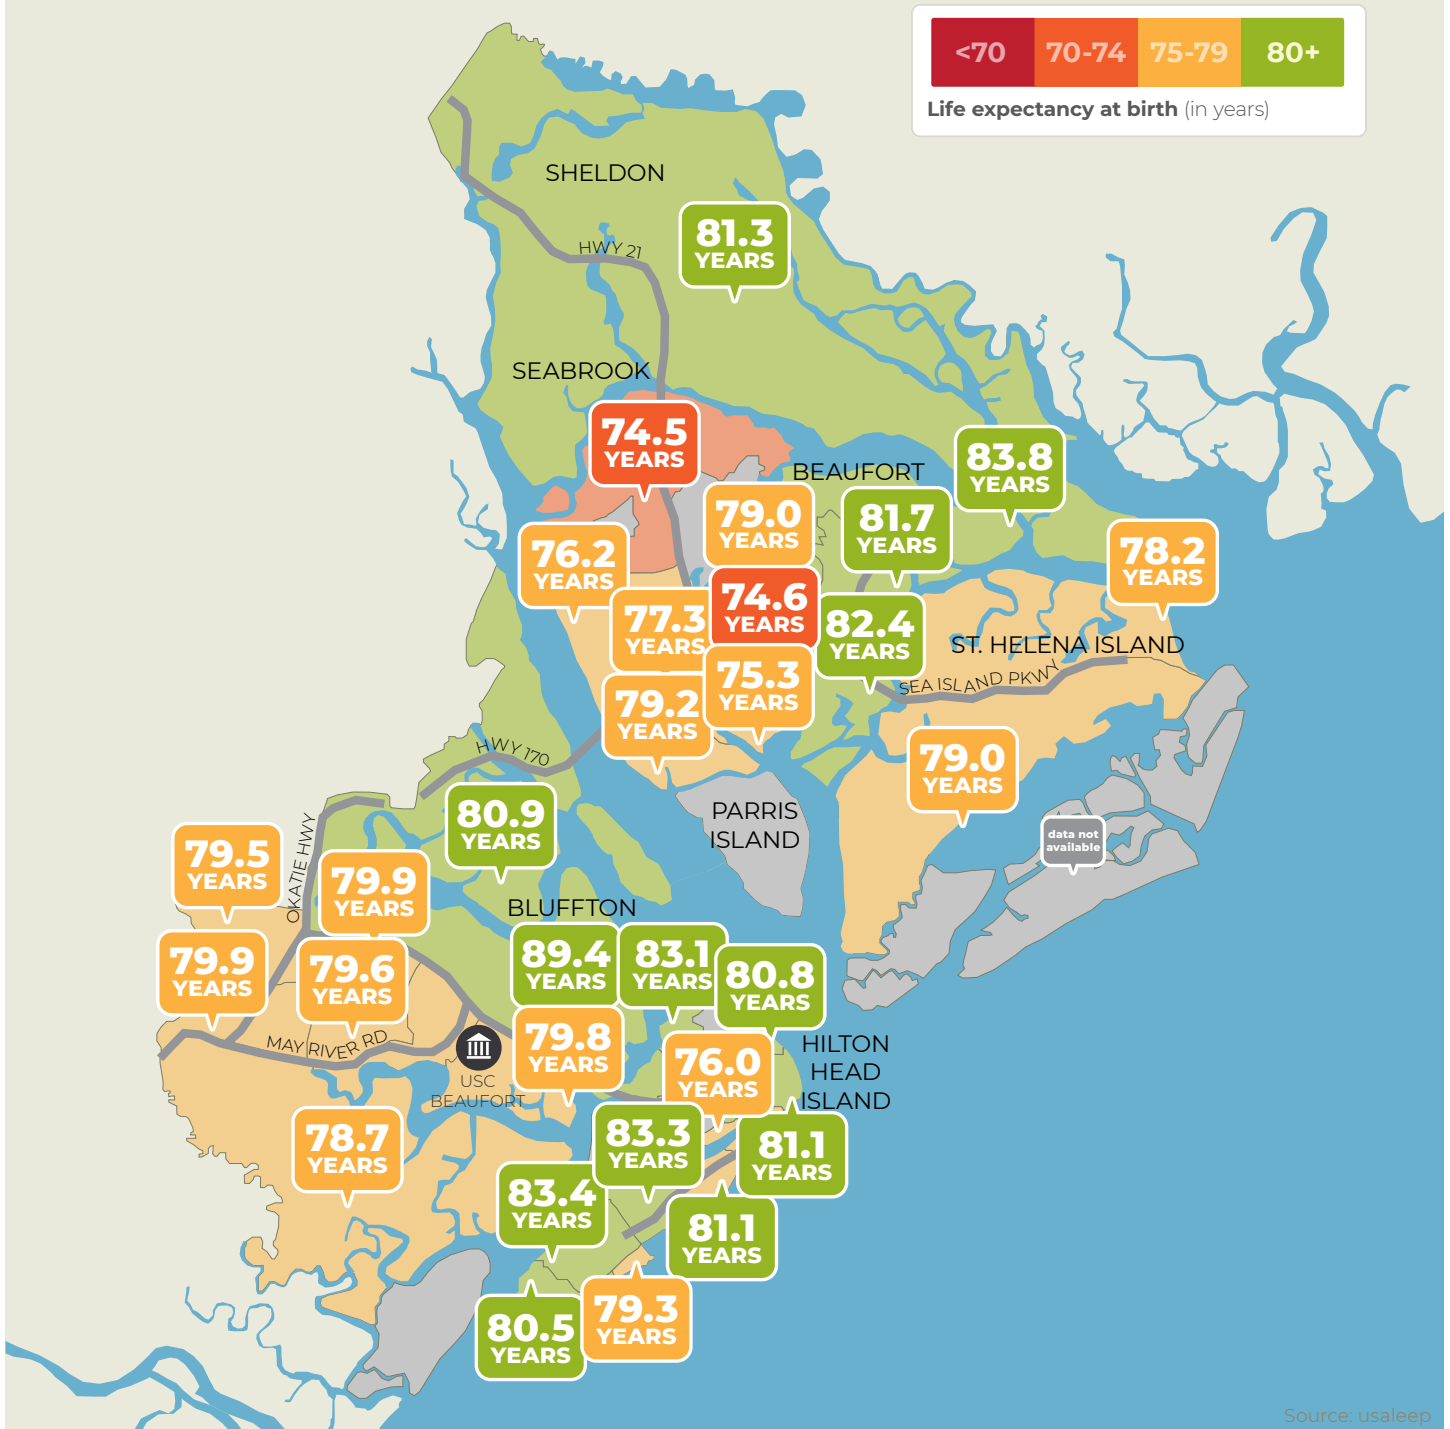 <70 70-74 75-79 80+
Life expectancy at birth (in years)
SHELDON
81.3
YEARS
HWY 21
SEABROOK
74.5
YEARS
BEAUFORT
83.8
YEARS
79.0
YEARS
81.7
YEARS
76.2
YEARS
78.2
YEARS
77.3
YEARS
74.6
YEARS
82.4
YEARS
ST. HELENA ISLAND
SEA ISLAND PKWY
75.3
YEARS
79.2
YEARS
HWY 170
79.0
YEARS
PARRIS
ISLAND
80.9
YEARS
data not
available
OKATIE HWY
79.5
YEARS
79.9
YEARS
BLUFFTON
79.9
YEARS
79.6
YEARS
89.4
YEARS
83.1
YEARS
80.8
YEARS
MAY RIVER RD
79.8
YEARS
76.0
YEARS
HILTON
HEAD
ISLAND
USC
BEAUFORT
78.7
YEARS
83.3
YEARS
81.1
YEARS
83.4
YEARS
81.1
YEARS
80.5
YEARS
79.3
YEARS
Source: usaleep